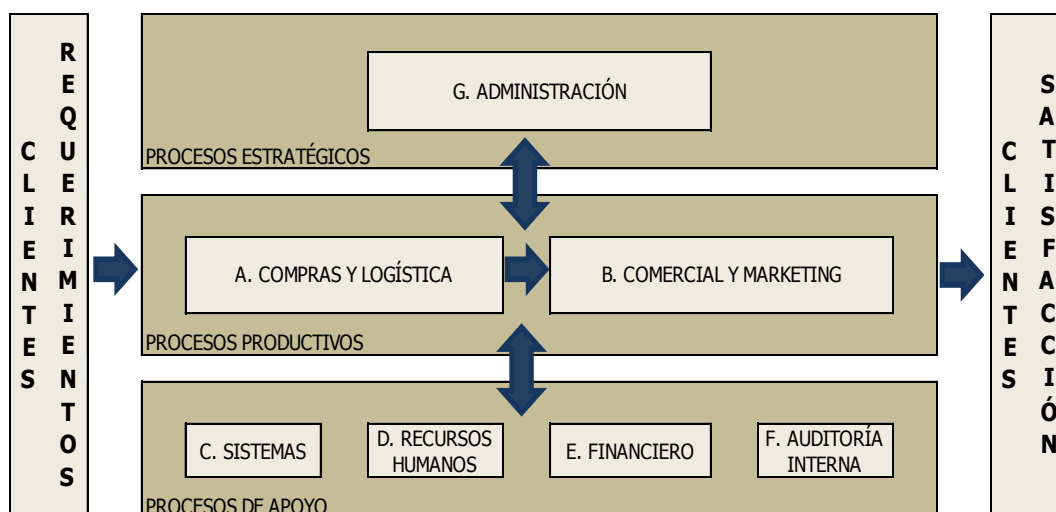 CLIENTES
REQUERIMIENTOS
G. ADMINISTRACIÓN
PROCESOS ESTRATÉGICOS
A. COMPRAS Y LOGÍSTICA
B. COMERCIAL Y MARKETING
PROCESOS PRODUCTIVOS
C. SISTEMAS
D. RECURSOS
HUMANOS
E. FINANCIERO
F. AUDITORÍA
INTERNA
PROCESOS DE APOYO
CLIENTES
SATISFACCIÓN